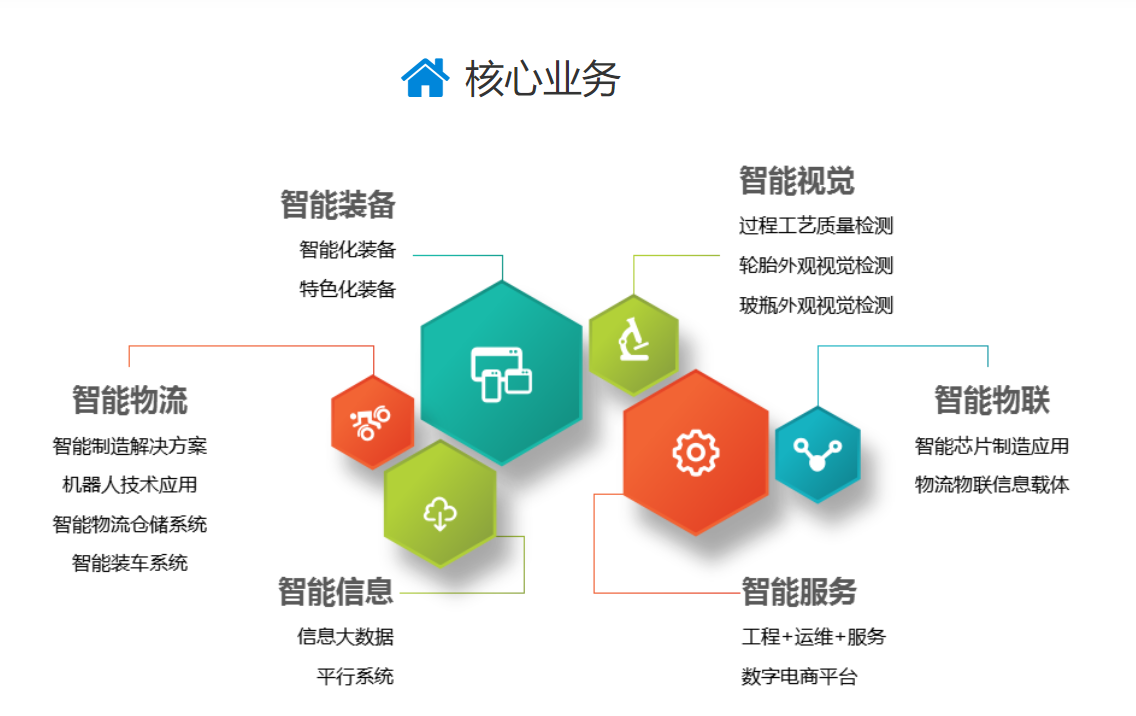 核心业务
智能装备
智能化装备
特色化装备
智能视觉
过程工艺质量检测
轮胎外观视觉检测
玻瓶外观视觉检测
智能物流
智能制造解决方案
机器人技术应用
智能物流仓储系统
智能装车系统
智能物联
智能芯片制造应用
物流物联信息载体
智能信息
信息大数据
平行系统
智能服务
工程+运维+服务
数字电商平台